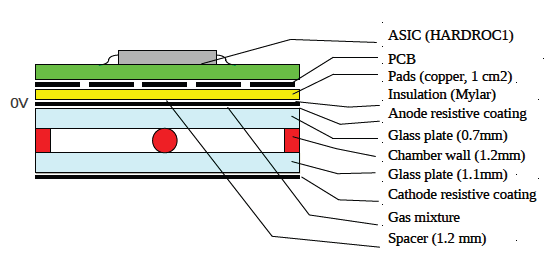 ASIC (HARDROC1)
PCB
Pads (copper, 1 cm2)
Insulation (Mylar)
0V
Anode resistive coating
Glass plate (0.7mm)
Chamber wall (1.2mm)
Glass plate (1.1mm)
Cathode resistive coating
Gas mixture
Spacer (1.2 mm)